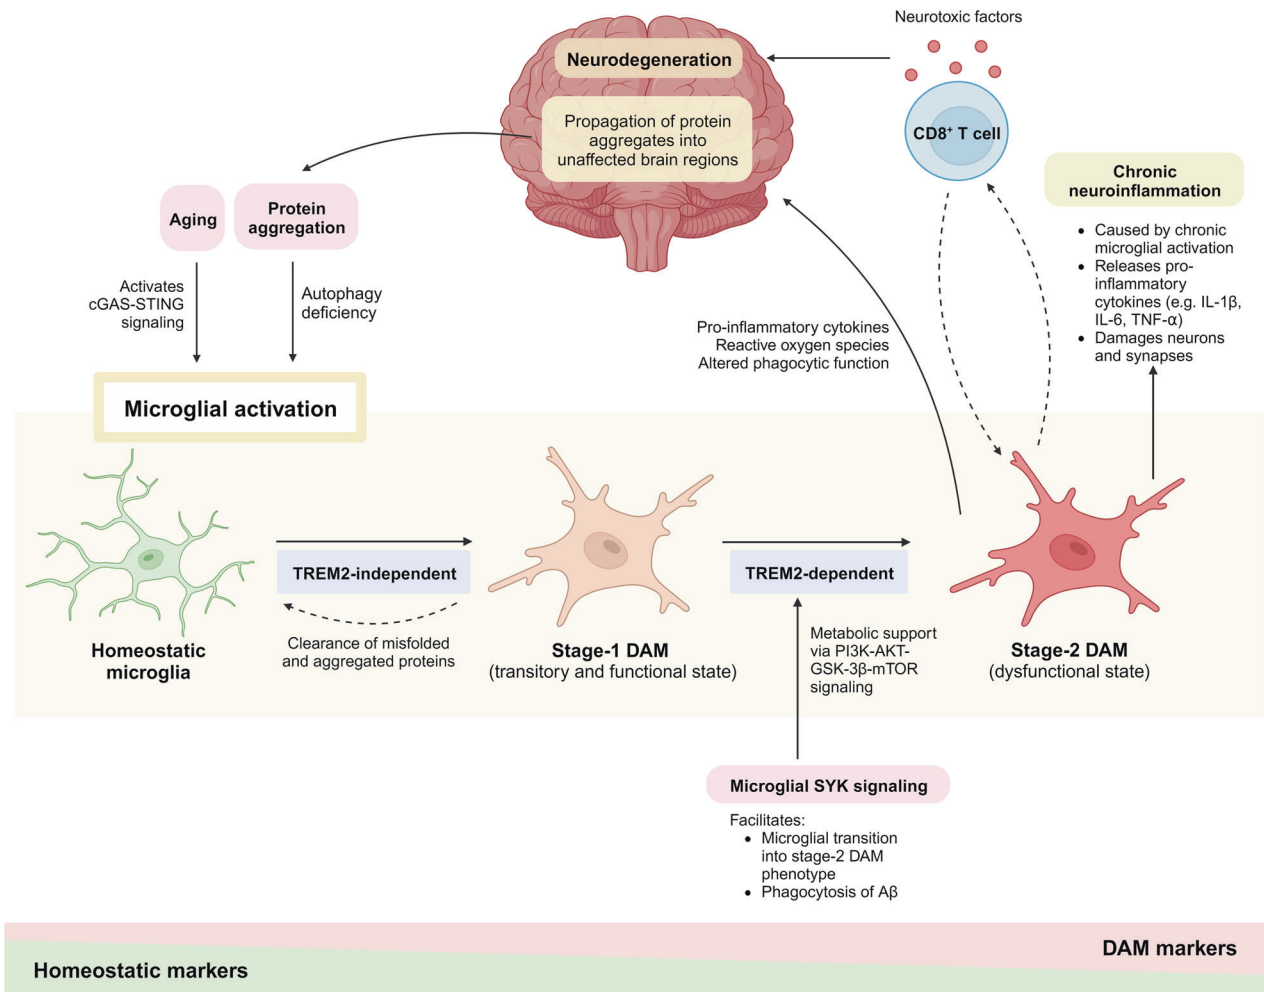 Neurotoxic factors
Neurodegeneration
Propagation of protein
aggregates into
unaffected brain regions
CD8⁺ T cell
Chronic
neuroinflammation
• Caused by chronic
microglial activation
• Releases pro-
inflammatory
cytokines (e.g. IL-1β,
IL-6, TNF-α)
• Damages neurons
and synapses
Aging
Protein
aggregation
Activates
cGAS-STING
signaling
Autophagy
deficiency
Pro-inflammatory cytokines
Reactive oxygen species
Altered phagocytic function
Microglial activation
TREM2-independent
TREM2-dependent
Clearance of misfolded
and aggregated proteins
Homeostatic
microglia
Stage-1 DAM
(transitory and functional state)
Metabolic support
via PI3K-AKT-
GSK-3β-mTOR
signaling
Stage-2 DAM
(dysfunctional state)
Microglial SYK signaling
Facilitates:
• Microglial transition
into stage-2 DAM
phenotype
• Phagocytosis of Aβ
DAM markers
Homeostatic markers